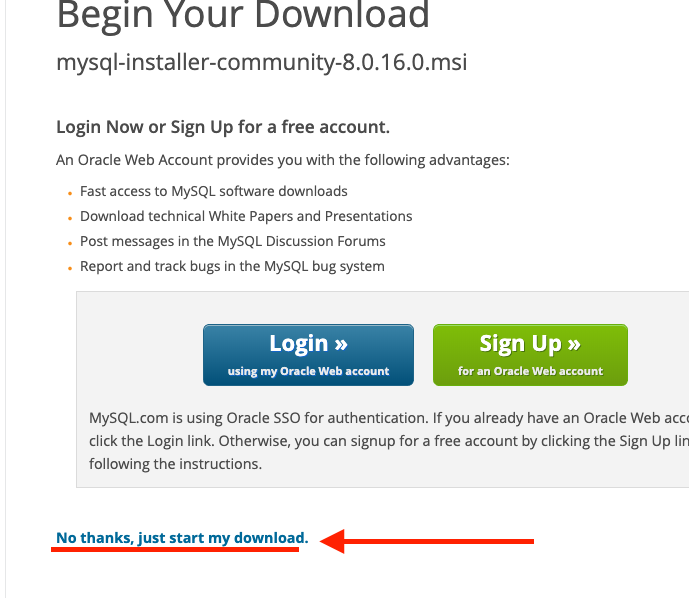 Begin Your Download
mysql-installer-community-8.0.16.0.msi
Login Now or Sign Up for a free account.
An Oracle Web Account provides you with the following advantages:
Fast access to MySQL software downloads
Download technical White Papers and Presentations
Post messages in the MySQL Discussion Forums
Report and track bugs in the MySQL bug system
Login »
using my Oracle Web account
Sign Up »
for an Oracle Web account
MySQL.com is using Oracle SSO for authentication. If you already have an Oracle Web
click the Login link. Otherwise, you can signup for a free account by clicking the Sign Up
following the instructions.
No thanks, just start my download.